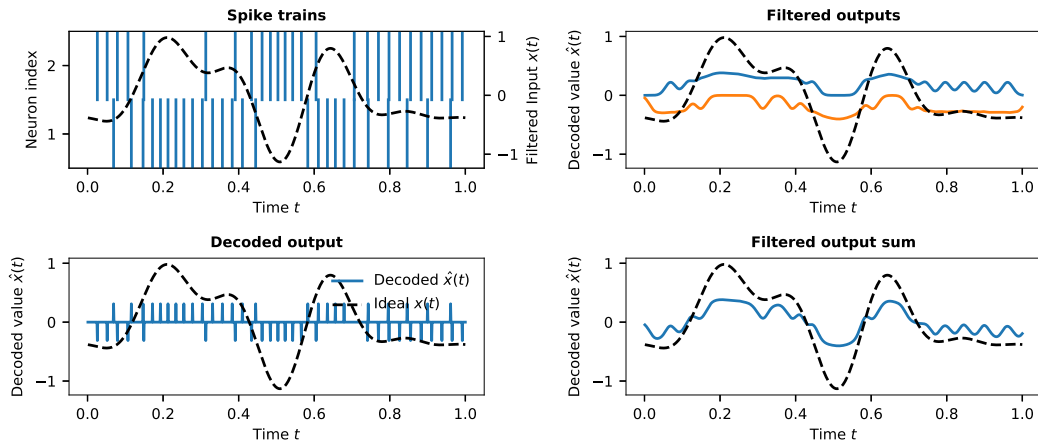 Spike trains
Neuron index
2
1
1
0
−1
Filtered Input x(t)
0.0 0.2 0.4 0.6 0.8 1.0
Time t
Filtered outputs
Decoded value x̂(t)
1
0
−1
0.0 0.2 0.4 0.6 0.8 1.0
Time t
Decoded output
Decoded value x̂(t)
1
0
−1
Decoded x̂(t)
Ideal x(t)
0.0 0.2 0.4 0.6 0.8 1.0
Time t
Filtered output sum
Decoded value x̂(t)
1
0
−1
0.0 0.2 0.4 0.6 0.8 1.0
Time t